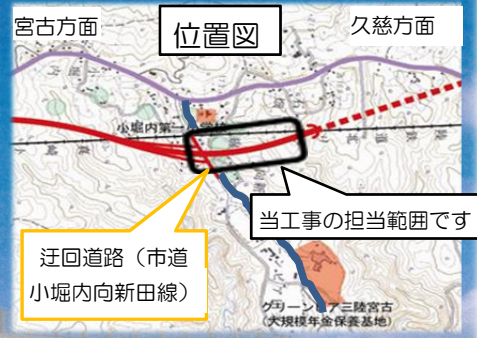 宮古方面
位置図
久慈方面
小堀内第
当工事の担当範囲です
迂回道路（市道
小堀内向新田線）
グリーンピア三陸宮古
（大規模年金保養基地）